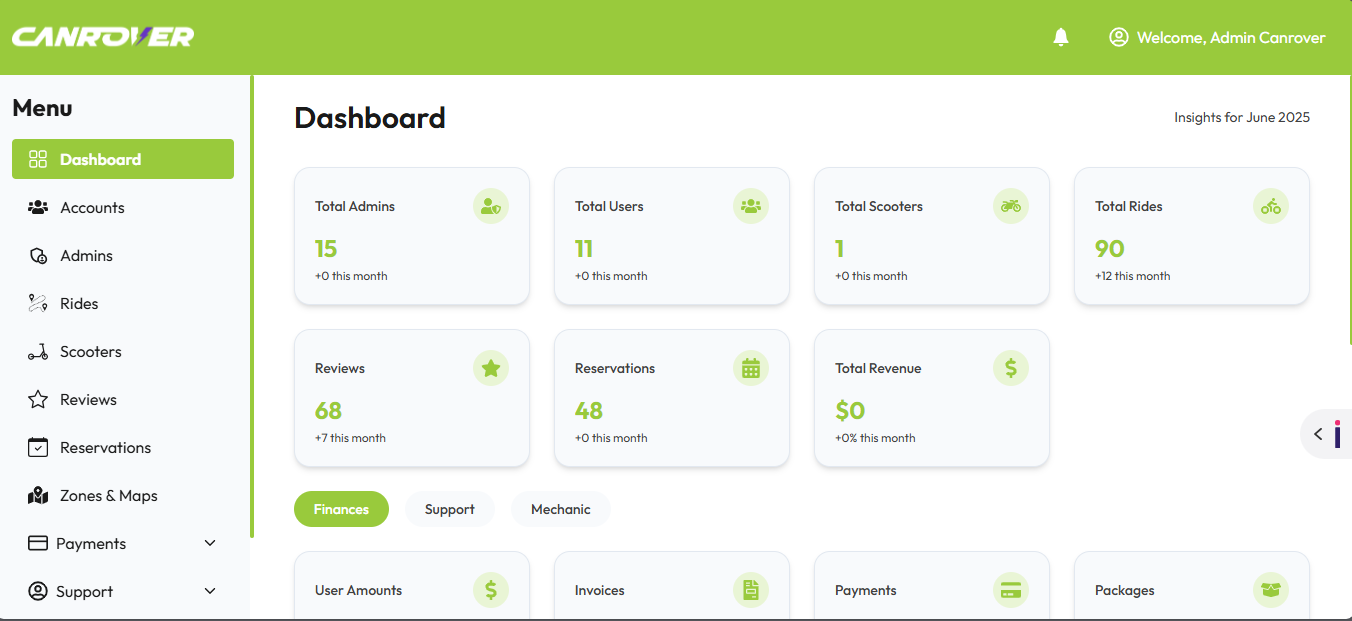 CANROVER
Welcome, Admin Canrover
Menu
Dashboard
Accounts
Admins
Rides
Scooters
Reviews
Reservations
Zones & Maps
Payments
Support
Dashboard
Insights for June 2025
Total Admins
15
+0 this month
Total Users
11
+0 this month
Total Scooters
1
+0 this month
Total Rides
90
+12 this month
Reviews
68
+7 this month
Reservations
48
+0 this month
Total Revenue
$0
+0% this month
Finances
Support
Mechanic
User Amounts
Invoices
Payments
Packages